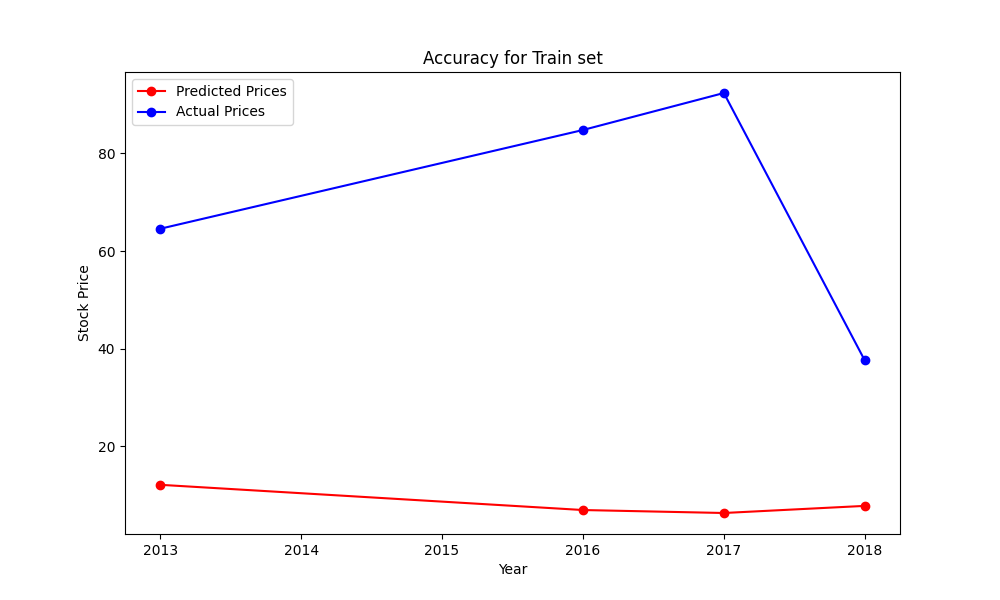 Accuracy for Train set
Predicted Prices
Actual Prices
Stock Price
80
60
40
20
2013 2014 2015 2016 2017 2018
Year